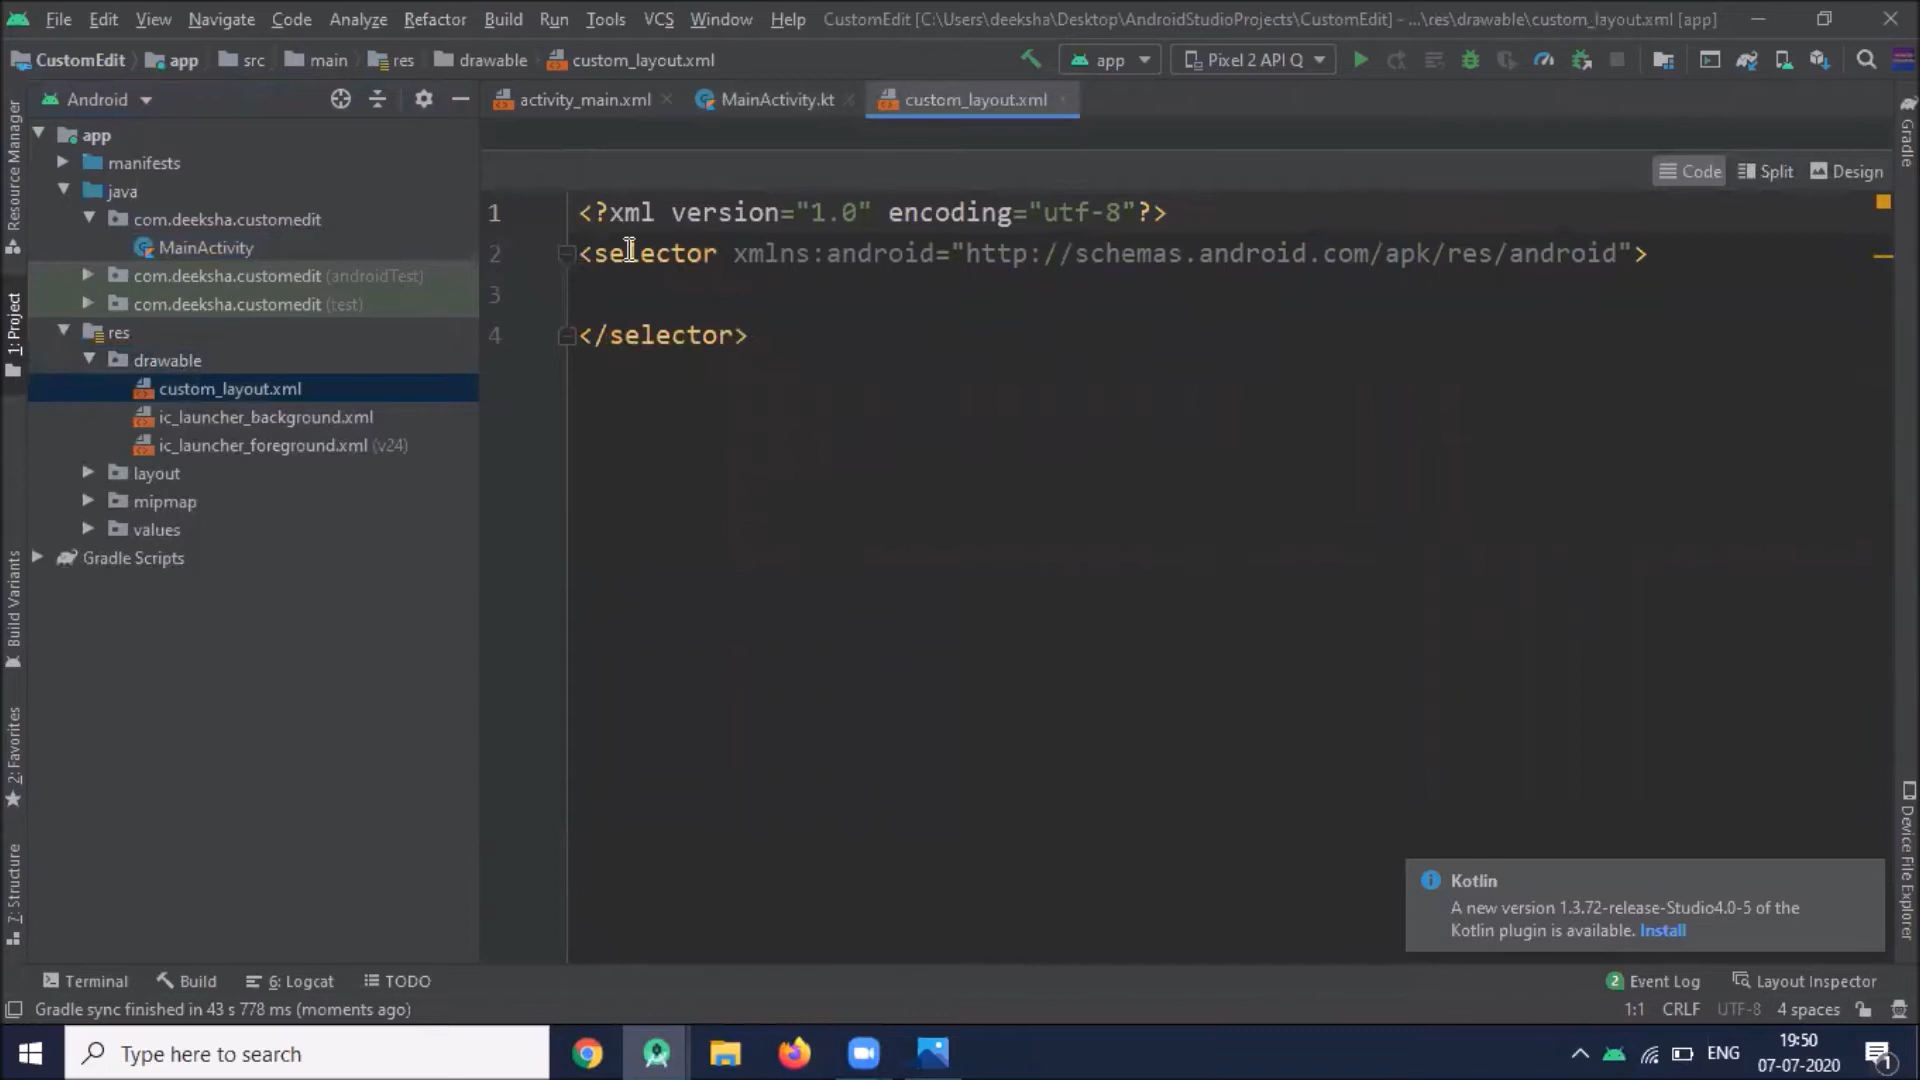 File Edit View Navigate Code Analyze Refactor Build Run Tools VCS Window Help CustomEdit [C:\Users\deeksha\Desktop\AndroidStudioProjects\CustomEdit] - ...\res\drawable\custom_layout.xml [app]
CustomEdit app src main res drawable custom_layout.xml app Pixel 2 API Q
Android activity_main.xml MainActivity.kt custom_layout.xml
Code Split Design
app
manifests
java
com.deeksha.customedit
MainActivity
com.deeksha.customedit (androidTest)
com.deeksha.customedit (test)
res
drawable
custom_layout.xml
ic_launcher_background.xml
ic_launcher_foreground.xml (v24)
layout
mipmap
values
Gradle Scripts
1 <?xml version="1.0" encoding="utf-8"?>
2 <selector xmlns:android="http://schemas.android.com/apk/res/android">
3
4 </selector>
Resource Manager
1: Project
Build Variants
2: Favorites
7: Structure
Gradle
Device File Explorer
Kotlin
A new version 1.3.72-release-Studio4.0-5 of the
Kotlin plugin is available. Install
Terminal Build 6: Logcat TODO 2 Event Log Layout Inspector
Gradle sync finished in 43 s 778 ms (moments ago) 1:1 CRLF UTF-8 4 spaces
Type here to search ENG 19:50
07-07-2020 1